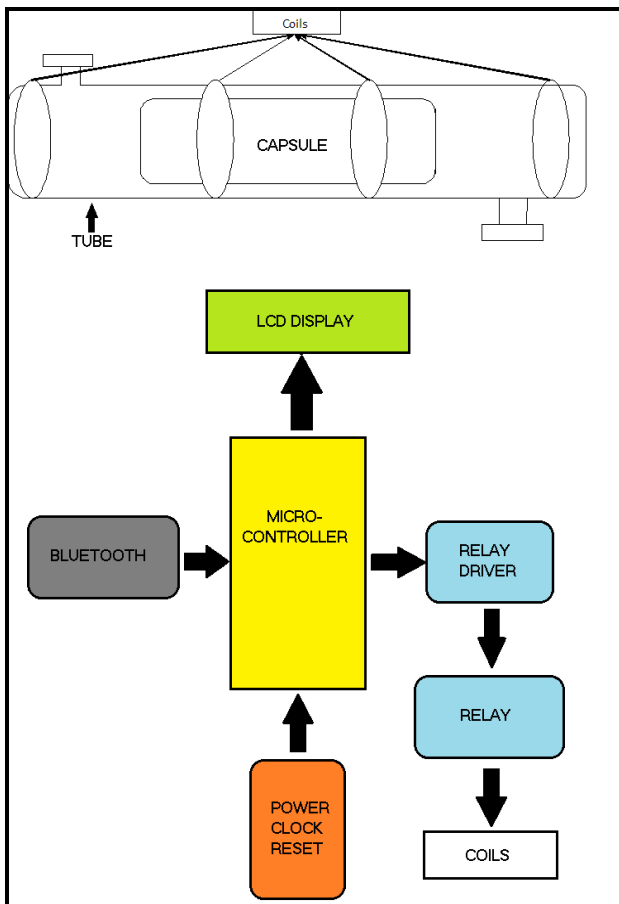 Coils
CAPSULE
TUBE
LCD DISPLAY
MICRO-
CONTROLLER
BLUETOOTH
RELAY
DRIVER
RELAY
POWER
CLOCK
RESET
COILS